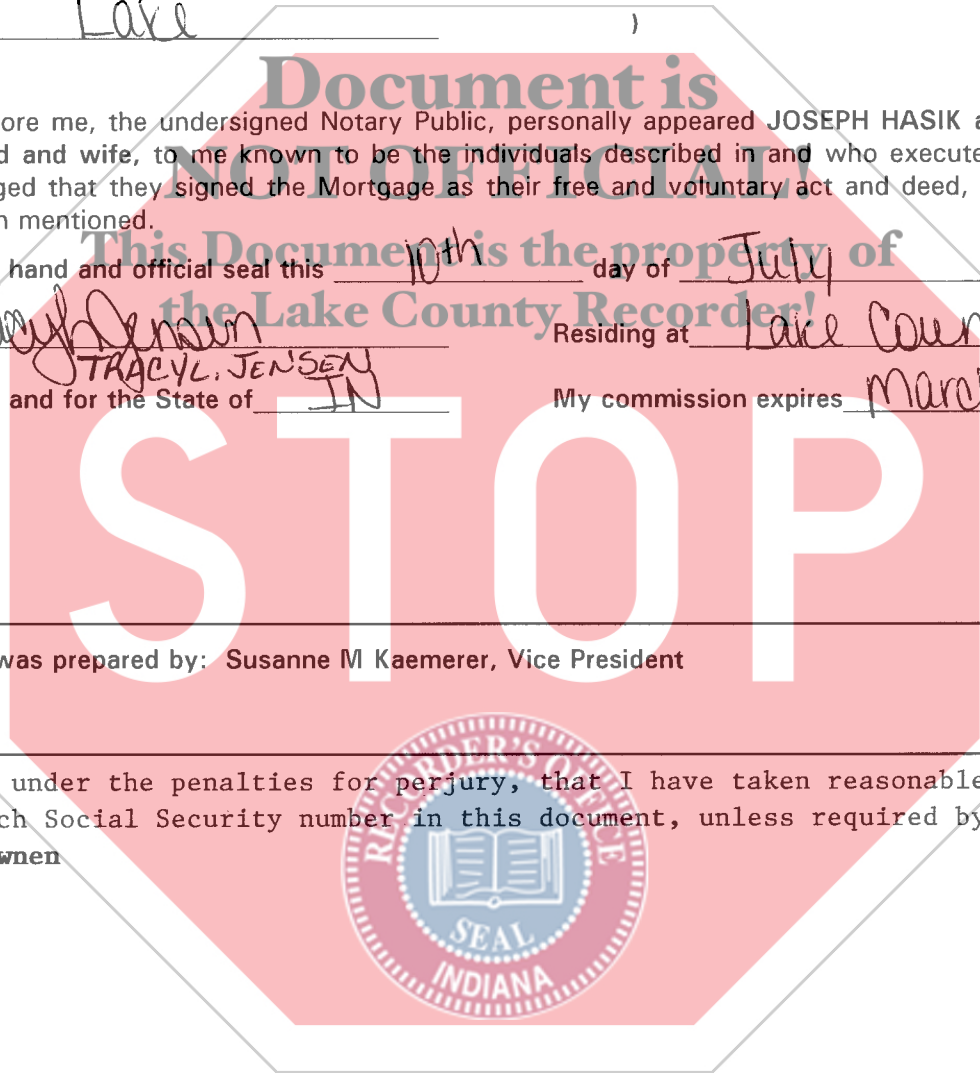 Lake )
Document is
ore me, the undersigned Notary Public, personally appeared JOSEPH HASIK a
d and wife, to me known to be the individuals described in and who execute
NOT OFFICIAL!
ged that they signed the Mortgage as their free and voluntary act and deed,
n mentioned.
This Document is the property of
hand and official seal this 10th day of July
the Lake County Recorder!
Residing at Lake Coun
TRACY L. JENSEN
and for the State of IN My commission expires Marc
STOP
was prepared by: Susanne M Kaemerer, Vice President
under the penalties for perjury, that I have taken reasonable
ch Social Security number in this document, unless required by
wnen
RECORDER'S OFFICE
SEAL
INDIANA